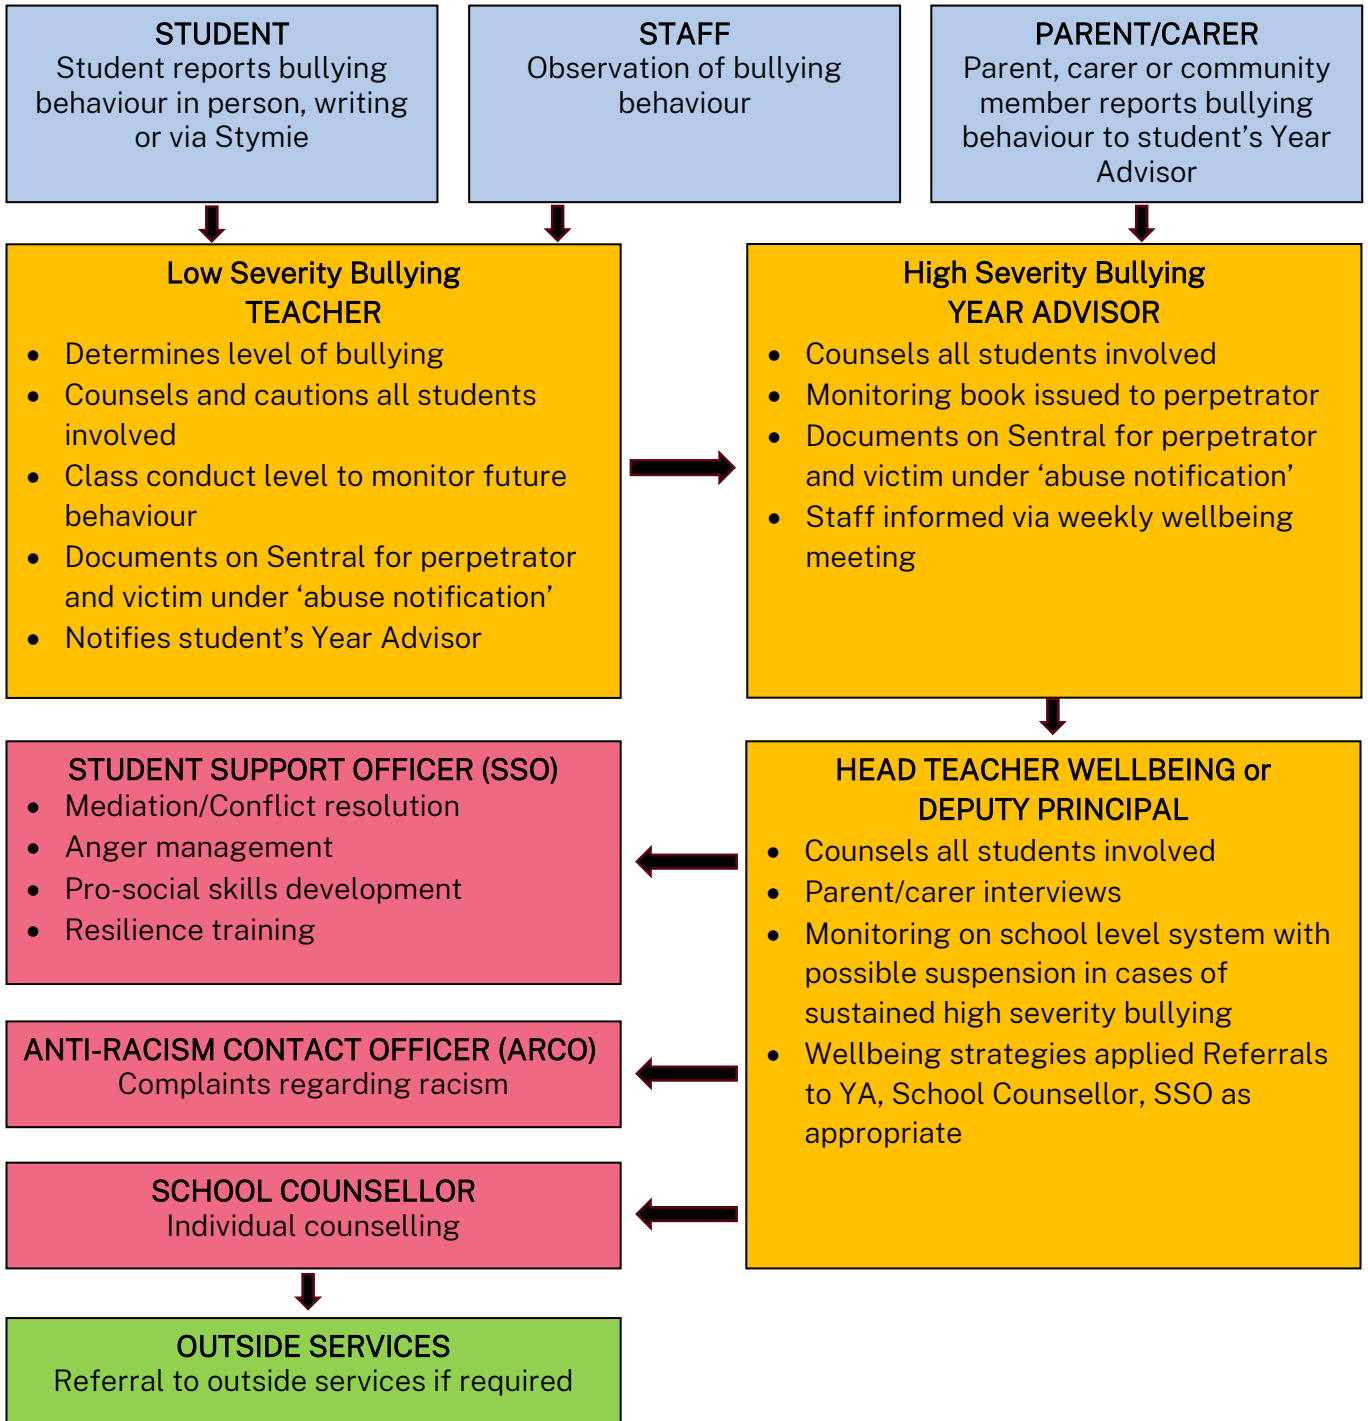 STUDENT
Student reports bullying
behaviour in person, writing
or via Stymie
STAFF
Observation of bullying
behaviour
PARENT/CARER
Parent, carer or community
member reports bullying
behaviour to student’s Year
Advisor
Low Severity Bullying
TEACHER
• Determines level of bullying
• Counsels and cautions all students
involved
• Class conduct level to monitor future
behaviour
• Documents on Sentral for perpetrator
and victim under ‘abuse notification’
• Notifies student’s Year Advisor
High Severity Bullying
YEAR ADVISOR
• Counsels all students involved
• Monitoring book issued to perpetrator
• Documents on Sentral for perpetrator
and victim under ‘abuse notification’
• Staff informed via weekly wellbeing
meeting
HEAD TEACHER WELLBEING or
DEPUTY PRINCIPAL
• Counsels all students involved
• Parent/carer interviews
• Monitoring on school level system with
possible suspension in cases of
sustained high severity bullying
• Wellbeing strategies applied Referrals
to YA, School Counsellor, SSO as
appropriate
STUDENT SUPPORT OFFICER (SSO)
• Mediation/Conflict resolution
• Anger management
• Pro-social skills development
• Resilience training
ANTI-RACISM CONTACT OFFICER (ARCO)
Complaints regarding racism
SCHOOL COUNSELLOR
Individual counselling
OUTSIDE SERVICES
Referral to outside services if required